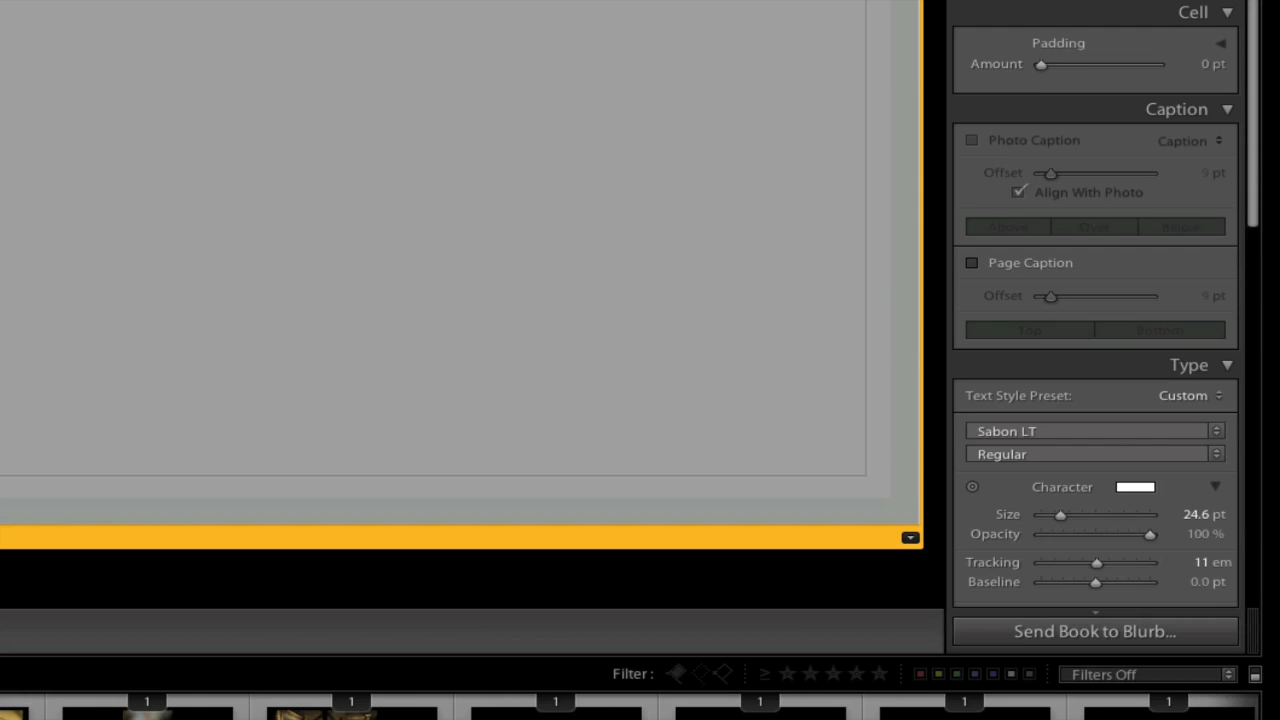 Cell
Padding
Amount 0 pt
Caption
Photo Caption Caption
Offset 9 pt
Align With Photo
Above Over Below
Page Caption
Offset 9 pt
Top Bottom
Type
Text Style Preset: Custom
Sabon LT
Regular
Character
Size 24.6 pt
Opacity 100 %
Tracking 11 em
Baseline 0.0 pt
Send Book to Blurb...
Filter : ≥ Filters Off
1 1 1 1 1 1